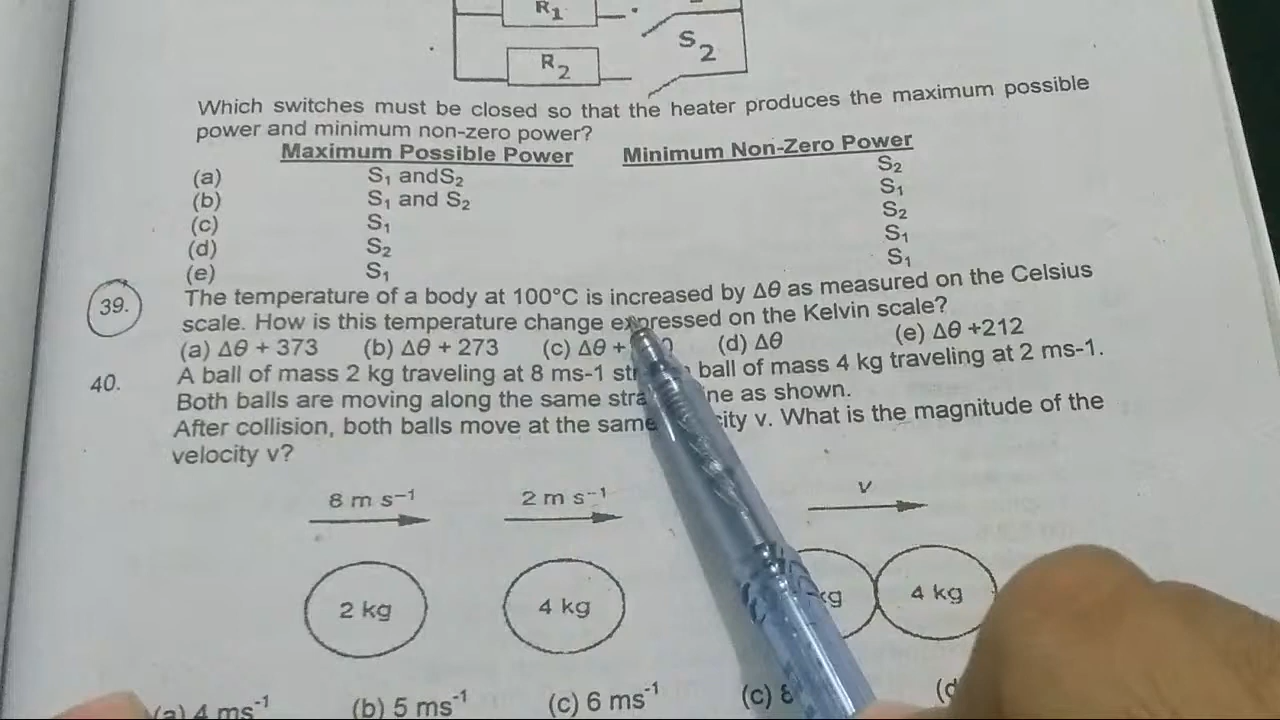 R1
S2
R2
Which switches must be closed so that the heater produces the maximum possible
power and minimum non-zero power?
Maximum Possible Power Minimum Non-Zero Power
(a) S1 andS2 S2
(b) S1 and S2 S1
(c) S1 S2
(d) S2 S1
(e) S1 S1
39. The temperature of a body at 100°C is increased by Δθ as measured on the Celsius
scale. How is this temperature change expressed on the Kelvin scale?
(a) Δθ + 373 (b) Δθ + 273 (c) Δθ + (d) Δθ (e) Δθ +212
40. A ball of mass 2 kg traveling at 8 ms-1 ball of mass 4 kg traveling at 2 ms-1.
Both balls are moving along the same as shown.
After collision, both balls move at the same v. What is the magnitude of the
velocity v?
8 m s⁻¹ 2 m s⁻¹ v
2 kg 4 kg kg 4 kg
(a) 4 ms⁻¹ (b) 5 ms⁻¹ (c) 6 ms⁻¹ (c) 8